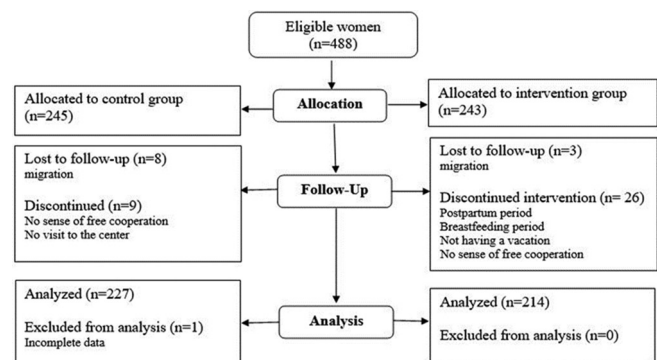 Eligible women
(n=488)
Allocated to control group
(n=245)
Allocation
Allocated to intervention group
(n=243)
Lost to follow-up (n=8)
migration
Discontinued (n=9)
No sense of free cooperation
No visit to the center
Follow-Up
Lost to follow-up (n=3)
migration
Discontinued intervention (n= 26)
Postpartum period
Breastfeeding period
Not having a vacation
No sense of free cooperation
Analyzed (n=227)
Excluded from analysis (n=1)
Incomplete data
Analysis
Analyzed (n=214)
Excluded from analysis (n=0)